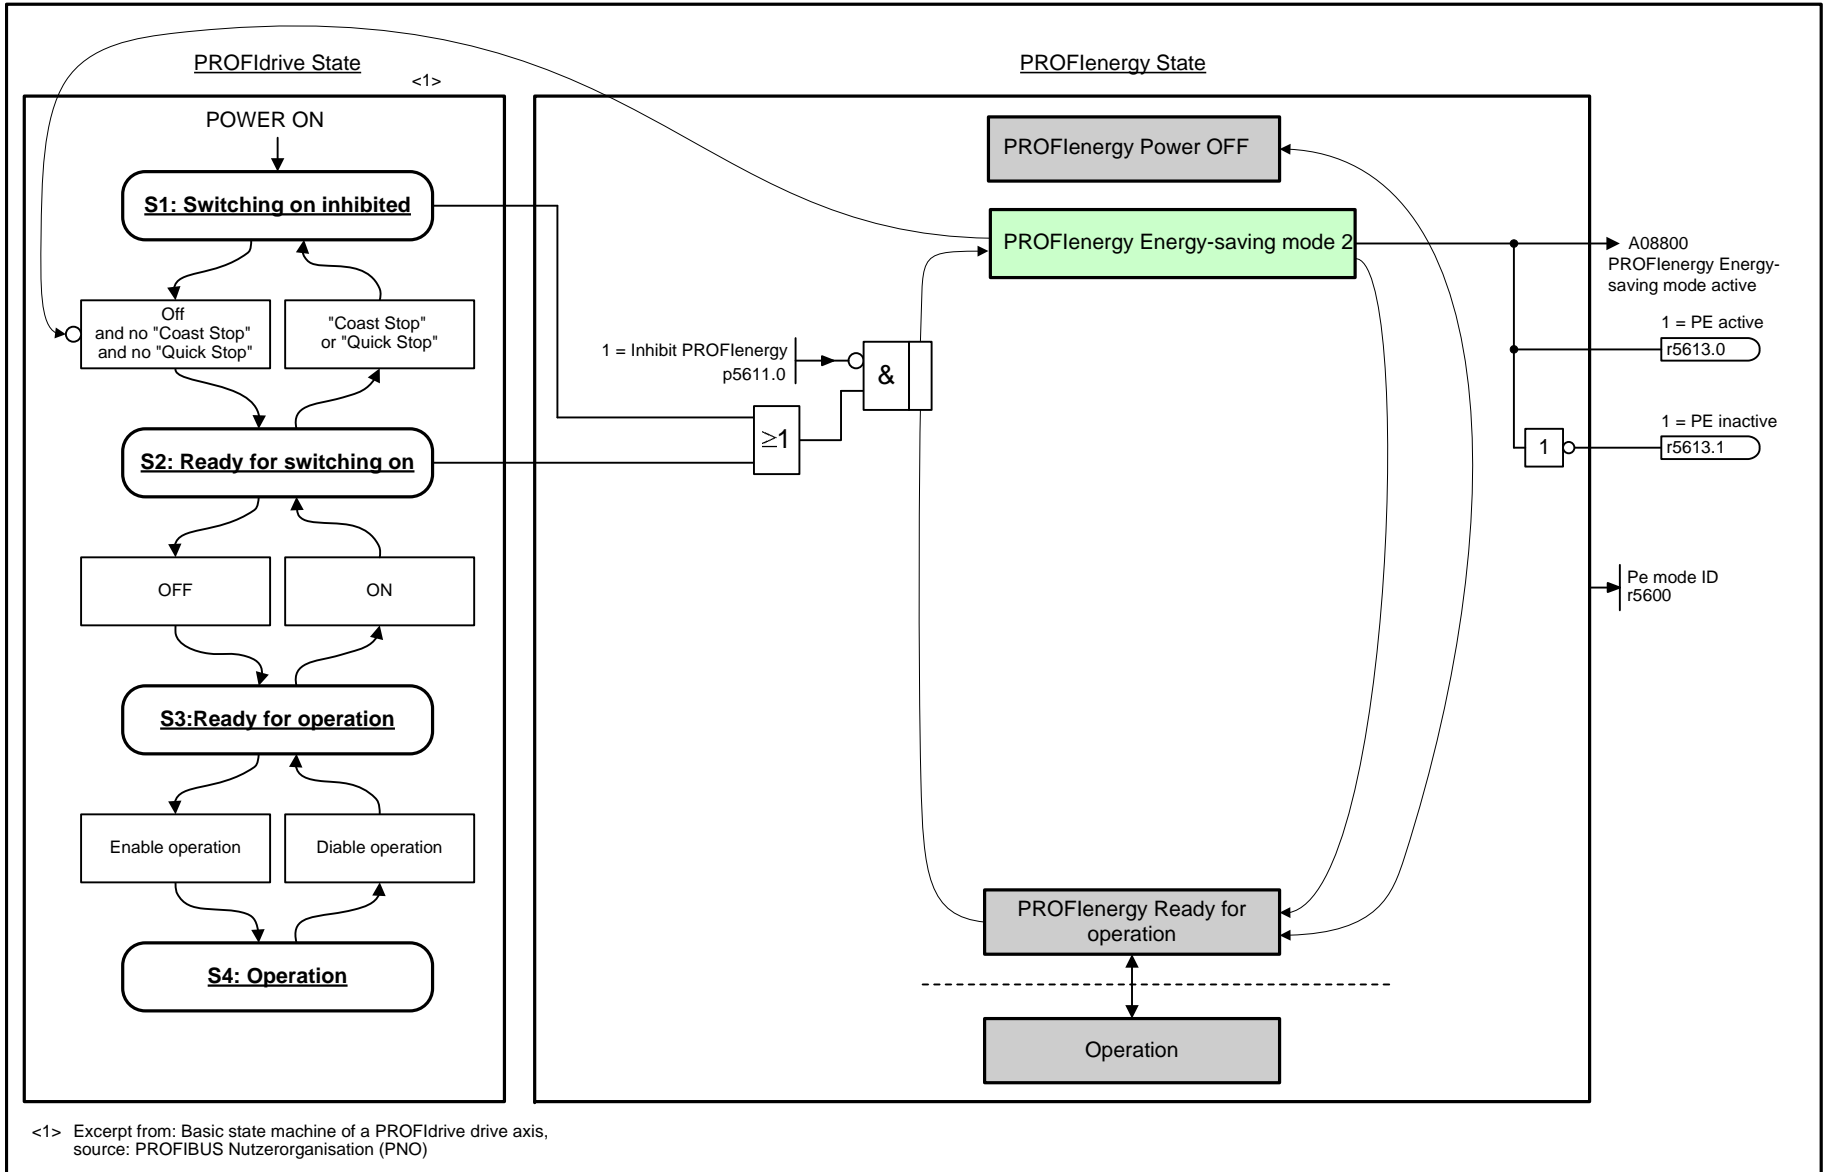 PROFIdrive State
<1>
POWER ON
S1: Switching on inhibited
Off
and no "Coast Stop"
and no "Quick Stop"
"Coast Stop"
or "Quick Stop"
S2: Ready for switching on
OFF
ON
S3:Ready for operation
Enable operation
Diable operation
S4: Operation
PROFIenergy State
PROFIenergy Power OFF
PROFIenergy Energy-saving mode 2
1 = Inhibit PROFIenergy
p5611.0
&
≥1
PROFIenergy Ready for
operation
Operation
A08800
PROFIenergy Energy-
saving mode active
1 = PE active
r5613.0
1 = PE inactive
1
r5613.1
Pe mode ID
r5600
<1> Excerpt from: Basic state machine of a PROFIdrive drive axis,
source: PROFIBUS Nutzerorganisation (PNO)